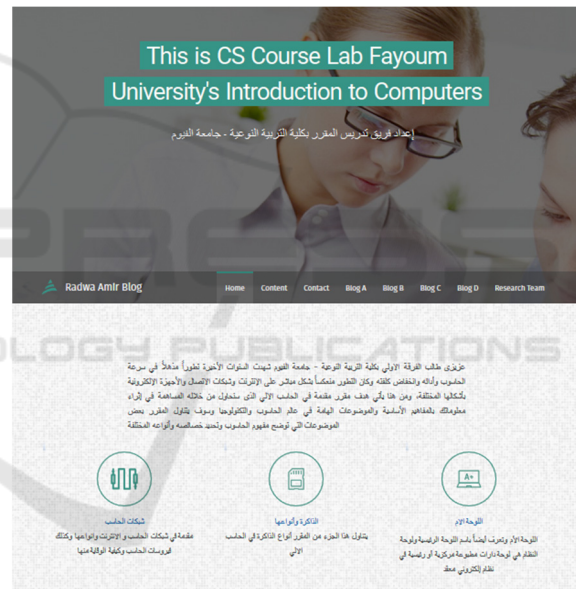 This is CS Course Lab Fayoum
University's Introduction to Computers
إعداد فريق تدريس المقرر بكلية التربية النوعية - جامعة الفيوم
Radwa Amir Blog
Home Content Contact Blog A Blog B Blog C Blog D Research Team
عزيزى طالب الفرقة الاولي بكلية التربية النوعية - جامعة الفيوم شهدت السنوات الأخيرة تطوراً مذهلاً في سرعة
الحاسوب وأدائه وانخفاض كلفته وكان التطور منعكساً بشكل مباشر على الإنترنت وشبكات الاتصال والأجهزة الإلكترونية
بأشكالها المختلفة، ومن هنا يأتي هدف مقرر مقدمة في الحاسب الالي الذى سنحاول من خلاله المساهمة في إثراء
معلوماتك بالمفاهيم الأساسية والموضوعات الهامة في عالم الحاسوب والتكنولوجيا وسوف يتناول المقرر بعض
الموضوعات التي توضح مفهوم الحاسوب وتحديد خصائصه وأنواعه المختلفة
A+
اللوحة الام
اللوحة الأم وتعرف أيضاً باسم اللوحة الرئيسية ولوحة
النظام هي لوحة دارات مطبوعة مركزية أو رئيسية في
نظام إلكتروني معقد
الذاكرة وأنواعها
يتناول هذا الجزء من المقرر أنواع الذاكرة في الحاسب
الالي
شبكات الحاسب
مقدمة في شبكات الحاسب و الانترنت وانواعها وكذلك
فيروسات الحاسب وكيفية الوقاية منها